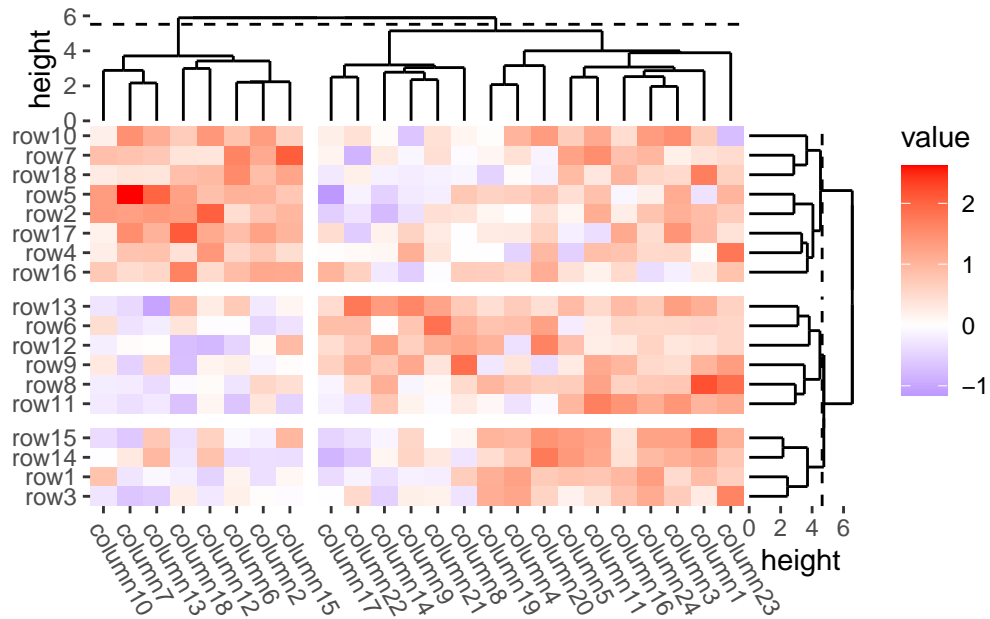 6
4
2
0
height
row10
row7
row18
row5
row2
row17
row4
row16
row13
row6
row12
row9
row8
row11
row15
row14
row1
row3
column10
column7
column13
column18
column12
column6
column2
column15
column17
column22
column14
column9
column21
column8
column19
column4
column20
column5
column11
column16
column24
column3
column1
column23
0 2 4 6
height
value
2
1
0
−1